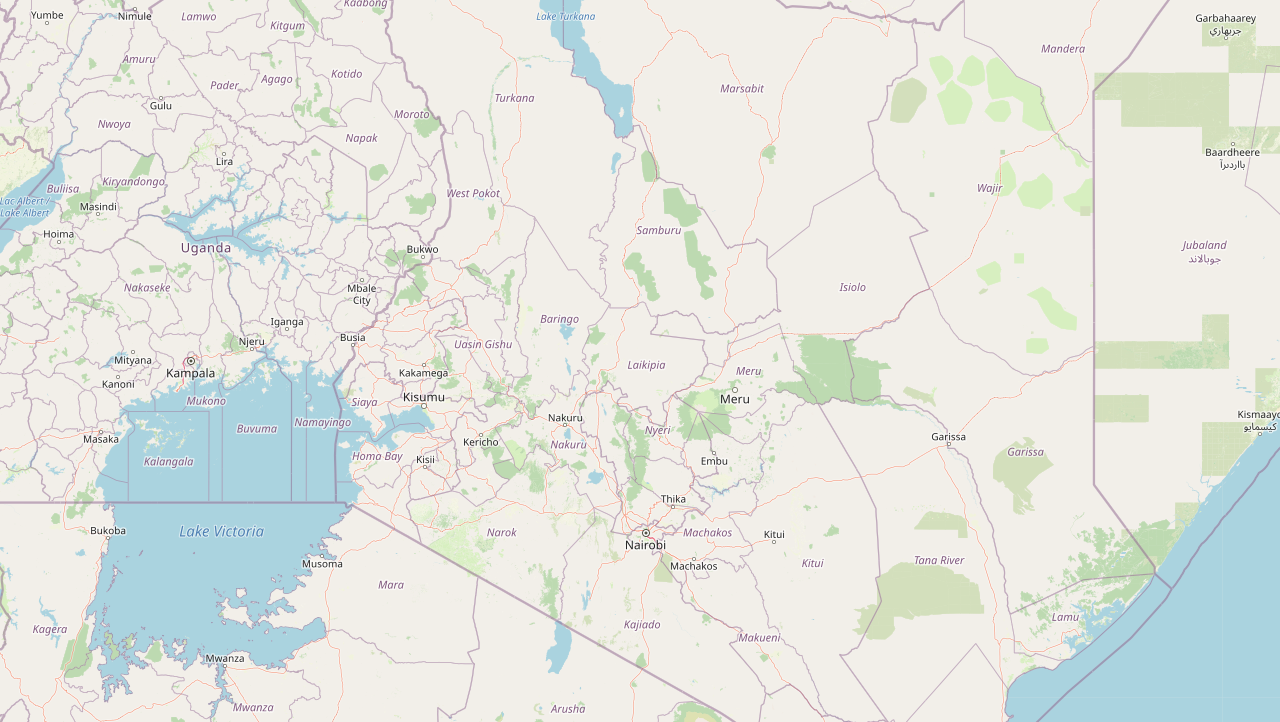 Kaabong
Yumbe
Nimule
Lamwo
Kitgum
Lake Turkana
Garbahaarey
جربهاري
Mandera
Amuru
Pader
Agago
Kotido
Marsabit
Gulu
Turkana
Moroto
Nwoya
Napak
Lira
Baardheere
بااردىرا
Buliisa
Kiryandongo
West Pokot
Wajir
Lac Albert /
Lake Albert
Masindi
Hoima
Samburu
Uganda
Bukwo
Jubaland
جوبالاند
Nakaseke
Mbale
City
Isiolo
Iganga
Baringo
Busia
Njeru
Uasin Gishu
Mityana
Kampala
Kakamega
Laikipia
Meru
Kanoni
Kisumu
Meru
Mukono
Siaya
Buvuma
Namayingo
Nakuru
Kismaayo
كيسمايو
Masaka
Kericho
Nakuru
Nyeri
Garissa
Kalangala
Homa Bay
Kisii
Embu
Garissa
Thika
Bukoba
Lake Victoria
Narok
Nairobi
Machakos
Kitui
Musoma
Machakos
Kitui
Tana River
Mara
Kagera
Kajiado
Makueni
Lamu
Mwanza
Mwanza
Arusha